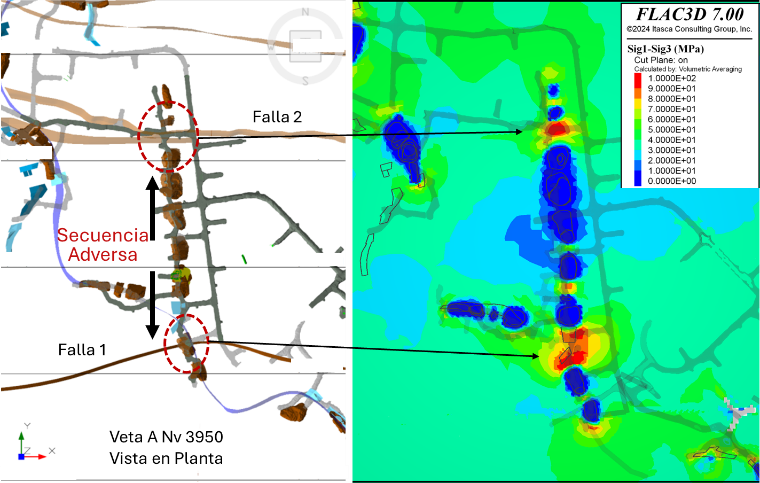 N
S
Falla 2
Secuencia
Adversa
Falla 1
Veta A Nv 3950
Vista en Planta
Y
Z
X
FLAC3D 7.00
©2024 Itasca Consulting Group, Inc.
Sig1-Sig3 (MPa)
Cut Plane: on
Calculated by: Volumetric Averaging
1.0000E+02
9.0000E+01
8.0000E+01
7.0000E+01
6.0000E+01
5.0000E+01
4.0000E+01
3.0000E+01
2.0000E+01
1.0000E+01
0.0000E+00